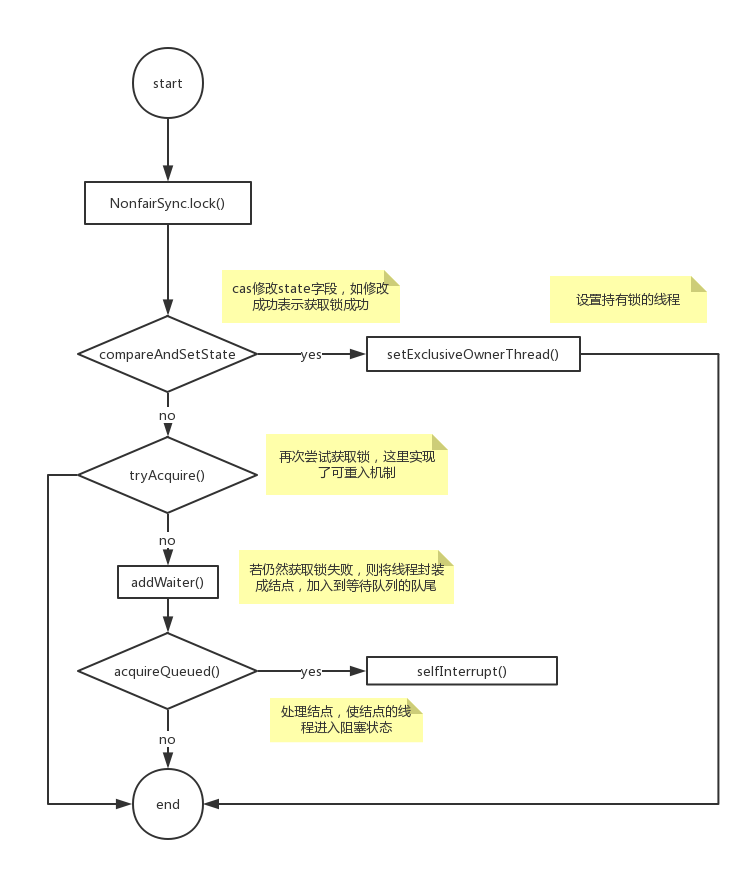 start
NonfairSync.lock()
cas修改state字段，如修改
成功表示获取锁成功
设置持有锁的线程
compareAndSetState
yes
setExclusiveOwnerThread()
no
再次尝试获取锁，这里实现
了可重入机制
tryAcquire()
no
若仍然获取锁失败，则将线程封装
成结点，加入到等待队列的队尾
addWaiter()
acquireQueued()
yes
selfInterrupt()
处理结点，使结点的线
程进入阻塞状态
no
end